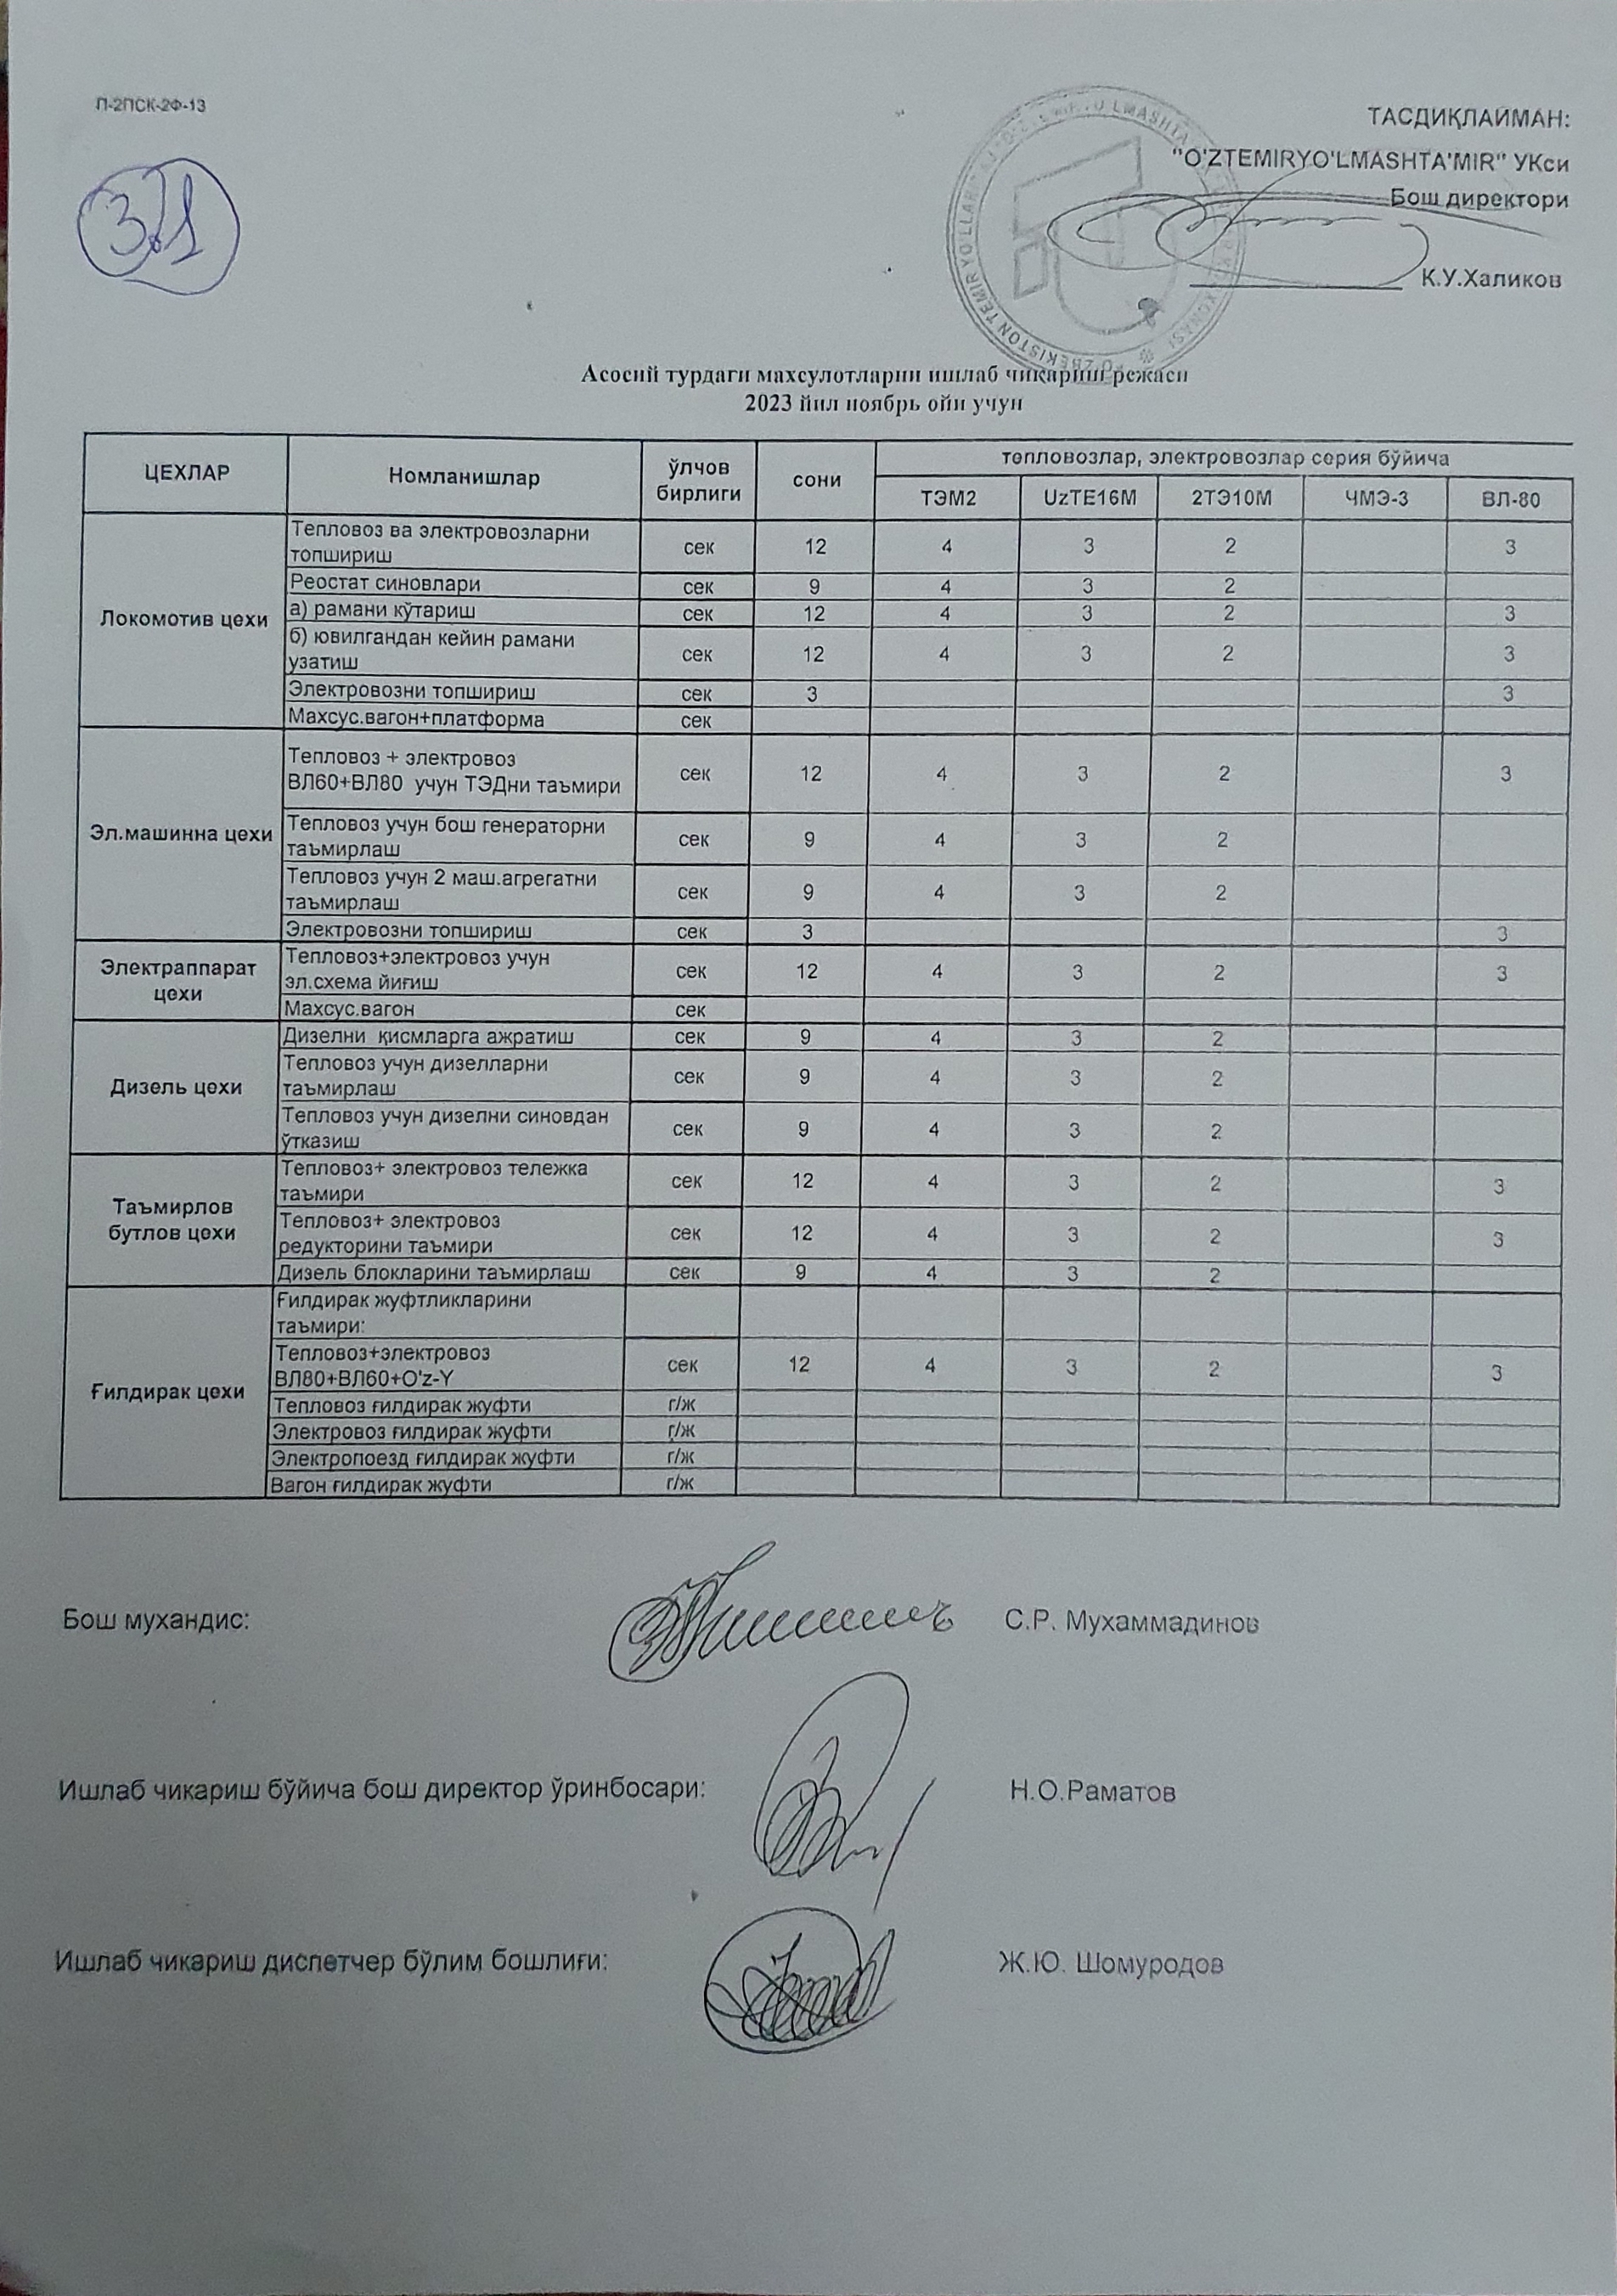 П-2ПСК-2Ф-13
3.1
ТАСДИҚЛАЙМАН:
"O'ZTEMIRYO'LMASHTA'MIR" УКси
Бош директори
К.У.Халиков
Асосий турдаги махсулотларни ишлаб чиқариш режаси
2023 йил ноябрь ойи учун
ЦЕХЛАР Номланишлар ўлчов бирлиги сони тепловозлар, электровозлар серия бўйича
ТЭМ2 UzTE16M 2ТЭ10М ЧМЭ-3 ВЛ-80
Локомотив цехи
Тепловоз ва электровозларни
топшириш сек 12 4 3 2 3
Реостат синовлари сек 9 4 3 2
а) рамани кўтариш сек 12 4 3 2 3
б) ювилгандан кейин рамани
узатиш сек 12 4 3 2 3
Электровозни топшириш сек 3 3
Махсус.вагон+платформа сек
Эл.машинна цехи
Тепловоз + электровоз
ВЛ60+ВЛ80 учун ТЭДни таъмири сек 12 4 3 2 3
Тепловоз учун бош генераторни
таъмирлаш сек 9 4 3 2
Тепловоз учун 2 маш.агрегатни
таъмирлаш сек 9 4 3 2
Электровозни топшириш сек 3 3
Электраппарат
цехи
Тепловоз+электровоз учун
эл.схема йиғиш сек 12 4 3 2 3
Махсус.вагон сек
Дизель цехи
Дизелни қисмларга ажратиш сек 9 4 3 2
Тепловоз учун дизелларни
таъмирлаш сек 9 4 3 2
Тепловоз учун дизелни синовдан
ўтказиш сек 9 4 3 2
Таъмирлов
бутлов цехи
Тепловоз+ электровоз тележка
таъмири сек 12 4 3 2 3
Тепловоз+ электровоз
редукторини таъмири сек 12 4 3 2 3
Дизель блокларини таъмирлаш сек 9 4 3 2
Ғилдирак цехи
Ғилдирак жуфтликларини
таъмири:
Тепловоз+электровоз
ВЛ80+ВЛ60+O'z-Y сек 12 4 3 2 3
Тепловоз ғилдирак жуфти г/ж
Электровоз ғилдирак жуфти г/ж
Электропоезд ғилдирак жуфти г/ж
Вагон ғилдирак жуфти г/ж
Бош мухандис: С.Р. Мухаммадинов
Ишлаб чикариш бўйича бош директор ўринбосари: Н.О.Раматов
Ишлаб чикариш диспетчер бўлим бошлиғи: Ж.Ю. Шомуродов